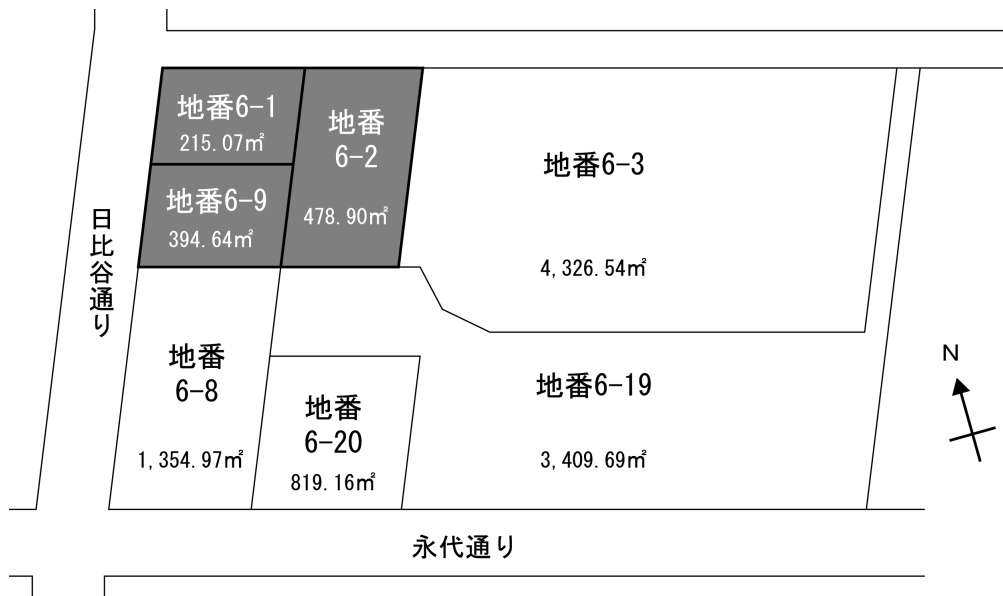 地番6-1
215.07㎡
地番
6-2
478.90㎡
地番6-3
4,326.54㎡
地番6-9
394.64㎡
日比谷通り
地番
6-8
1,354.97㎡
地番
6-20
819.16㎡
地番6-19
3,409.69㎡
N
永代通り